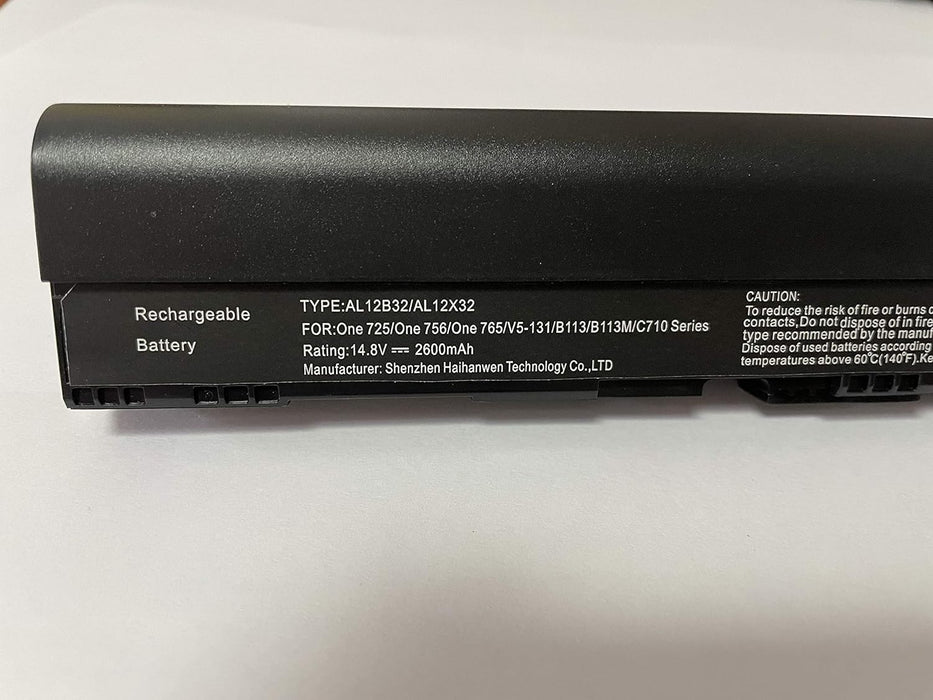 Rechargeable
Battery
TYPE:AL12B32/AL12X32
FOR:One 725/One 756/One 765/V5-131/B113/B113M/C710 Series
Rating:14.8V ⎓ 2600mAh
Manufacturer: Shenzhen Haihanwen Technology Co.,LTD
CAUTION:
To reduce the risk of fire or burns
contacts,Do not dispose of in fire
type recommended by the
Dispose of used batteries according
temperatures above 60℃(140℉).